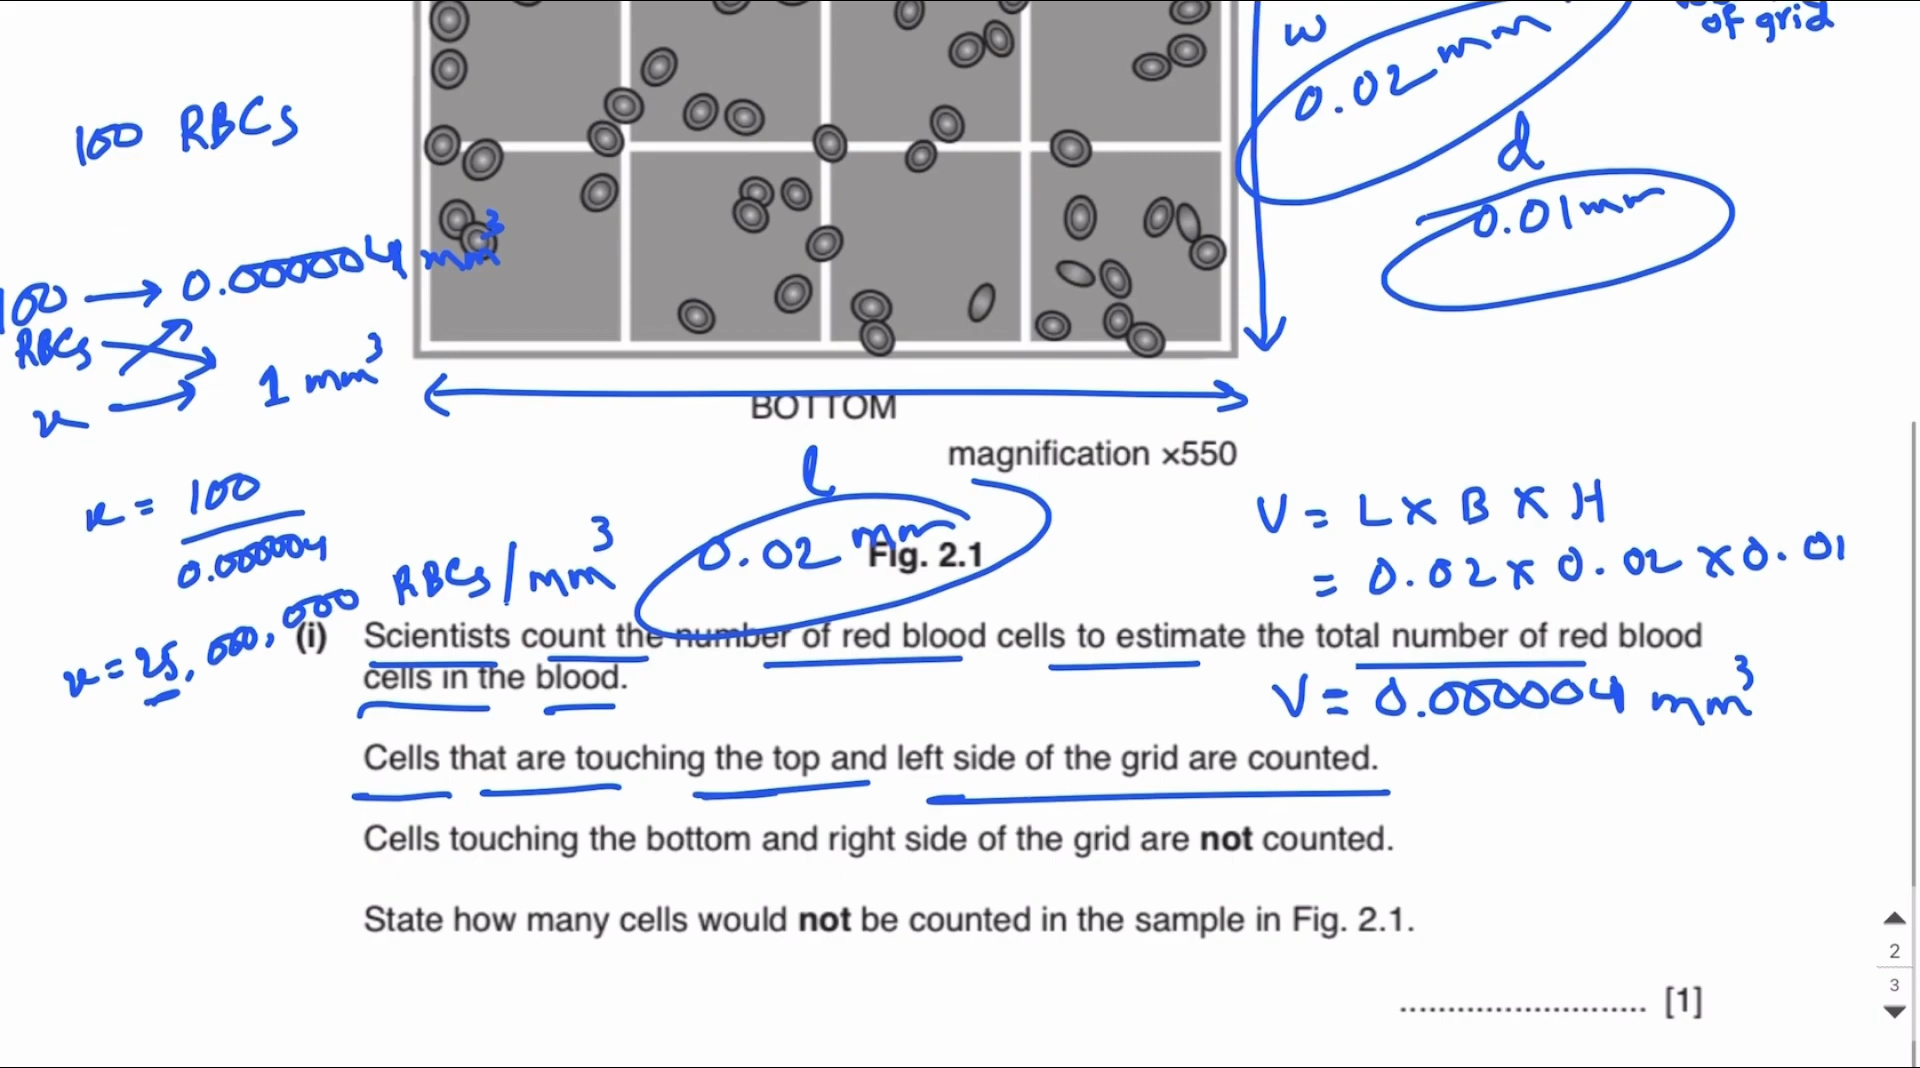 of grid
w
0.02 mm
100 RBCs
d
0.01mm
100 → 0.000004 mm³
RBCs
x → 1 mm³
BOTTOM
l
magnification ×550
x = 100
0.000004
V = L × B × H
0.02 mm
Fig. 2.1
= 0.02 × 0.02 × 0.01
x = 25,000,000 RBCs/mm³
(i) Scientists count the number of red blood cells to estimate the total number of red blood
cells in the blood.
V = 0.000004 mm³
Cells that are touching the top and left side of the grid are counted.
Cells touching the bottom and right side of the grid are not counted.
State how many cells would not be counted in the sample in Fig. 2.1.
.......................... [1]
2
3